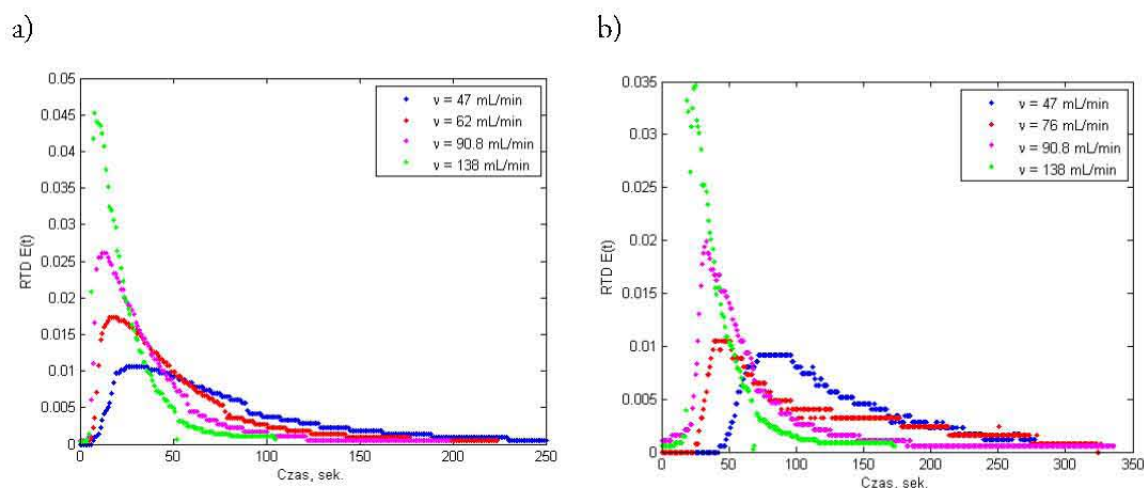 a)
0.05
0.045
0.04
0.035
0.03
0.025
0.02
0.015
0.01
0.005
0
RTD E(t)
ν = 47 mL/min
ν = 62 mL/min
ν = 90.8 mL/min
ν = 138 mL/min
0 50 100 150 200 250
Czas, sek.
b)
0.035
0.03
0.025
0.02
0.015
0.01
0.005
0
RTD E(t)
ν = 47 mL/min
ν = 76 mL/min
ν = 90.8 mL/min
ν = 138 mL/min
0 50 100 150 200 250 300 350
Czas, sek.